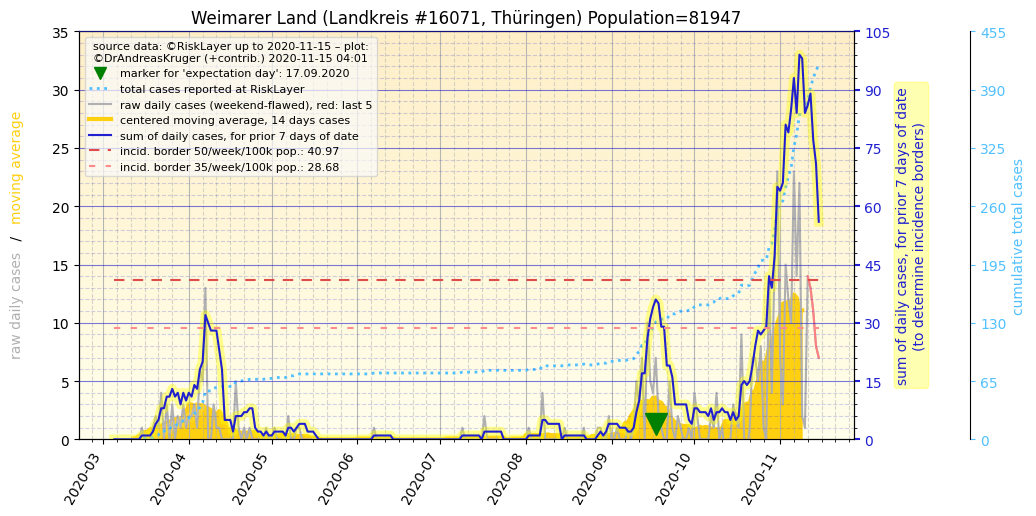 Weimarer Land (Landkreis #16071, Thüringen) Population=81947
source data: ©RiskLayer up to 2020-11-15 – plot:
©DrAndreasKruger (+contrib.) 2020-11-15 04:01
marker for 'expectation day': 17.09.2020
total cases reported at RiskLayer
raw daily cases (weekend-flawed), red: last 5
centered moving average, 14 days cases
sum of daily cases, for prior 7 days of date
incid. border 50/week/100k pop.: 40.97
incid. border 35/week/100k pop.: 28.68
raw daily cases / moving average
35
30
25
20
15
10
5
0
2020-03
2020-04
2020-05
2020-06
2020-07
2020-08
2020-09
2020-10
2020-11
105
90
75
60
45
30
15
0
sum of daily cases, for prior 7 days of date
(to determine incidence borders)
455
390
325
260
195
130
65
0
cumulative total cases